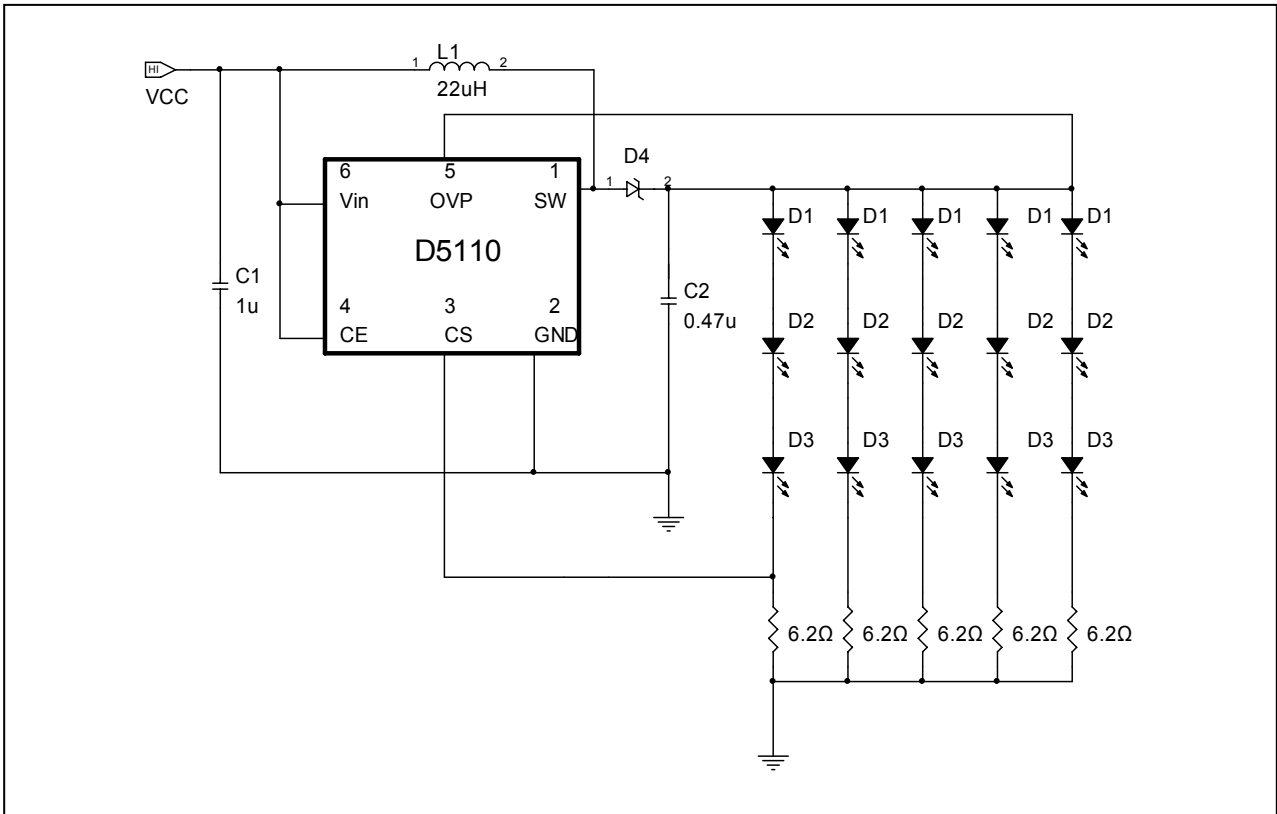 L1
HI
1
2
22uH
VCC
6
5
1
D4
Vin
OVP
SW
1
2
D1
D1
D1
D1
D1
D5110
C1
1u
C2
0.47u
4
3
2
CE
CS
GND
D2
D2
D2
D2
D2
D3
D3
D3
D3
D3
6.2Ω
6.2Ω
6.2Ω
6.2Ω
6.2Ω